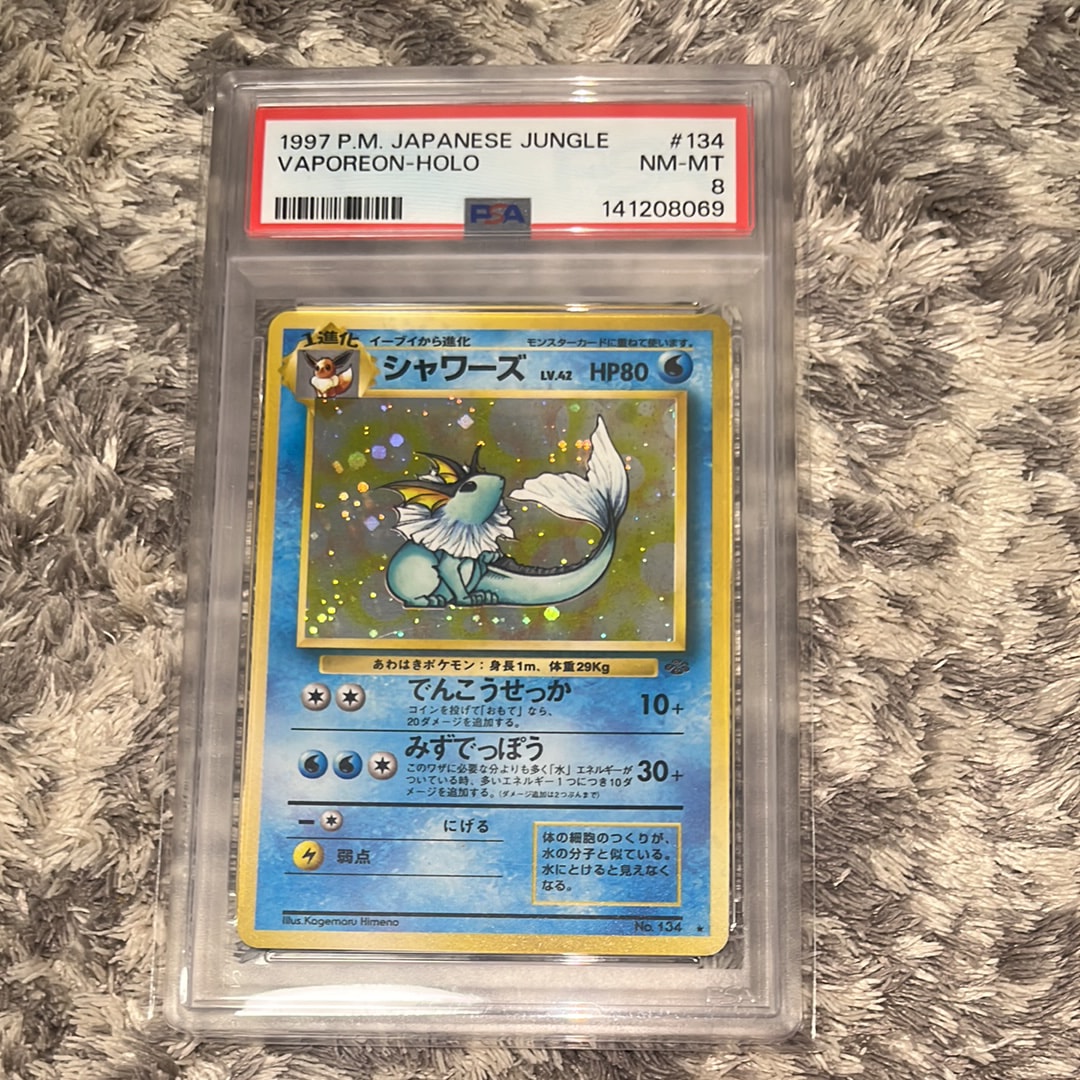 1997 P.M. JAPANESE JUNGLE #134
VAPOREON-HOLO NM-MT
8
PSA 141208069
1進化 イーブイから進化 モンスターカードに重ねて使います。
シャワーズ LV.42 HP80
あわはきポケモン：身長1m、体重29Kg
でんこうせっか 10+
コインを投げて「おもて」なら、
20ダメージを追加する。
みずでっぽう 30+
このワザに必要な分よりも多く「水」エネルギーが
ついている時、多いエネルギー1つにつき10ダ
メージを追加する。（ダメージ追加は2つぶんまで）
にげる
弱点
体の細胞のつくりが、
水の分子と似ている。
水にとけると見えなく
なる。
Illus.Kagemaru Himeno No. 134 ★